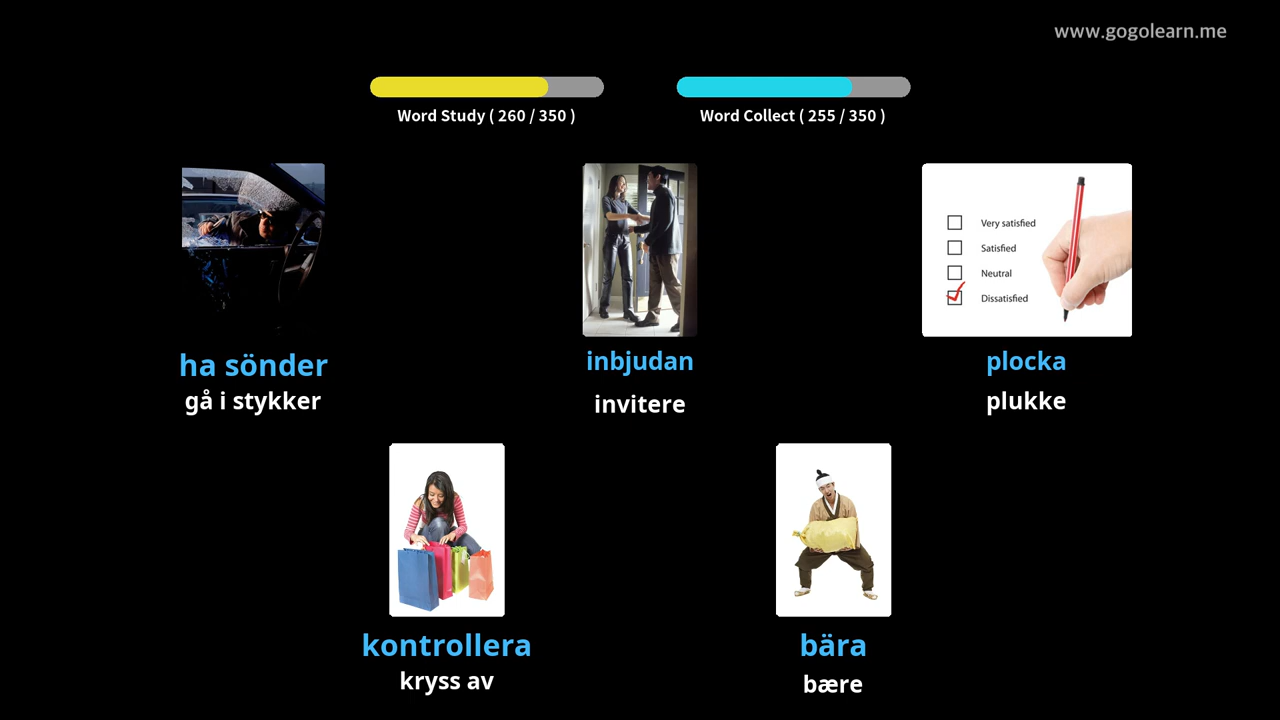 www.gogolearn.me
Word Study ( 260 / 350 )
Word Collect ( 255 / 350 )
Very satisfied
Satisfied
Neutral
Dissatisfied
ha sönder
inbjudan
plocka
gå i stykker
invitere
plukke
kontrollera
bära
kryss av
bære